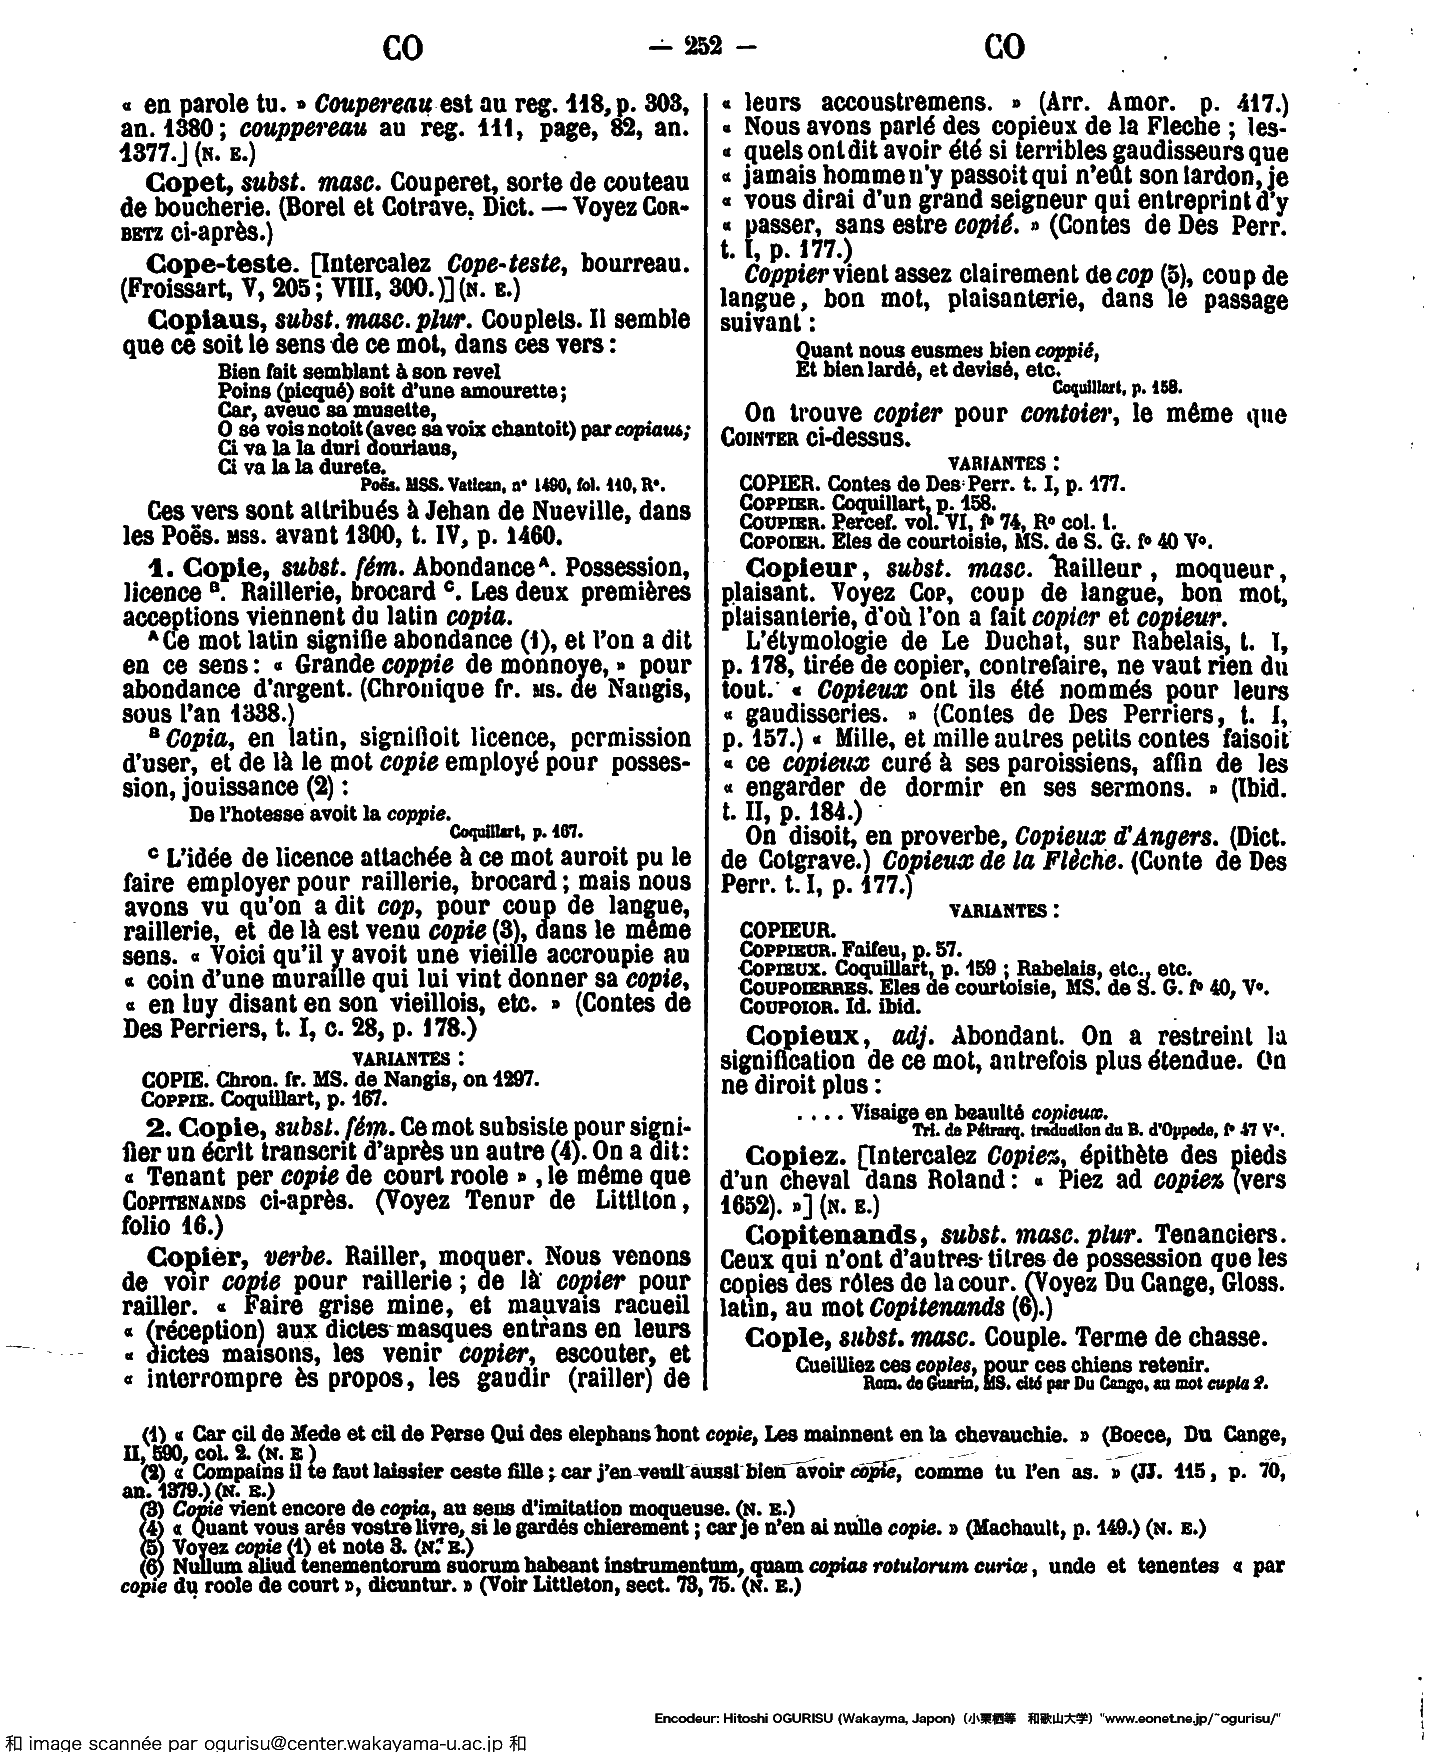 CO — 252 — CO
« en parole tu. » Coupereau est au reg. 118, p. 303,
an. 1380 ; couppereau au reg. 111, page, 82, an.
1377.] (N. E.)
Copet, subst. masc. Couperet, sorte de couteau
de boucherie. (Borel et Cotrave, Dict. — Voyez COR-
BETZ ci-après.)
Cope-teste. [Intercalez Cope-teste, bourreau.
(Froissart, V, 205 ; VIII, 300.)] (N. E.)
Copiaus, subst. masc. plur. Couplets. Il semble
que ce soit le sens de ce mot, dans ces vers :
Bien fait semblant à son revel
Poins (picqué) soit d'une amourette ;
Car, aveuc sa musette,
O se vois notoit (avec sa voix chantoit) par copiaus ;
Ci va la la duri douriaus,
Ci va la la durete.
Poës. MSS. Vatican, n° 1490, fol. 110, R°.
Ces vers sont attribués à Jehan de Nueville, dans
les Poës. MSS. avant 1300, t. IV, p. 1460.
1. Copie, subst. fém. Abondance A. Possession,
licence B. Raillerie, brocard C. Les deux premières
acceptions viennent du latin copia.
A Ce mot latin signifie abondance (1), et l'on a dit
en ce sens : « Grande coppie de monnoye, » pour
abondance d'argent. (Chronique fr. MS. de Nangis,
sous l'an 1338.)
B Copia, en latin, signifioit licence, permission
d'user, et de là le mot copie employé pour posses-
sion, jouissance (2) :
De l'hotesse avoit la coppie.
Coquillart, p. 167.
C L'idée de licence attachée à ce mot auroit pu le
faire employer pour raillerie, brocard ; mais nous
avons vu qu'on a dit cop, pour coup de langue,
raillerie, et de là est venu copie (3), dans le même
sens. « Voici qu'il y avoit une vieille accroupie au
« coin d'une muraille qui lui vint donner sa copie,
« en luy disant en son vieillois, etc. » (Contes de
Des Perriers, t. I, c. 28, p. 178.)
VARIANTES :
COPIE. Chron. fr. MS. de Nangis, on 1297.
COPPIE. Coquillart, p. 167.
2. Copie, subst. fém. Ce mot subsiste pour signi-
fier un écrit transcrit d'après un autre (4). On a dit :
« Tenant per copie de court roole » , le même que
COPITENANDS ci-après. (Voyez Tenur de Littlton,
folio 16.)
Copier, verbe. Railler, moquer. Nous venons
de voir copie pour raillerie ; de là copier pour
railler. « Faire grise mine, et mauvais racueil
« (réception) aux dictes masques entrans en leurs
« dictes maisons, les venir copier, escouter, et
« interrompre ès propos, les gaudir (railler) de
« leurs accoustremens. » (Arr. Amor. p. 417.)
« Nous avons parlé des copieux de la Fleche ; les-
« quels ont dit avoir été si terribles gaudisseurs que
« jamais homme n'y passoit qui n'eût son lardon, je
« vous dirai d'un grand seigneur qui entreprint d'y
« passer, sans estre copié. » (Contes de Des Perr.
t. I, p. 177.)
Coppier vient assez clairement de cop (5), coup de
langue, bon mot, plaisanterie, dans le passage
suivant :
Quant nous eusmes bien coppié,
Et bien lardé, et devisé, etc.
Coquillart, p. 158.
On trouve copier pour contoier, le même que
COINTER ci-dessus.
VARIANTES :
COPIER. Contes de Des Perr. t. I, p. 177.
COPPIER. Coquillart, p. 158.
COUPIER. Percef. vol. VI, f° 74, R° col. 1.
COPOIER. Eles de courtoisie, MS. de S. G. f° 40 V°.
Copieur, subst. masc. Railleur, moqueur,
plaisant. Voyez COP, coup de langue, bon mot,
plaisanterie, d'où l'on a fait copier et copieur.
L'étymologie de Le Duchat, sur Rabelais, t. I,
p. 178, tirée de copier, contrefaire, ne vaut rien du
tout. « Copieux ont ils été nommés pour leurs
« gaudisseries. » (Contes de Des Perriers, t. I,
p. 157.) « Mille, et mille autres petits contes faisoit
« ce copieux curé à ses paroissiens, affin de les
« engarder de dormir en ses sermons. » (Ibid.
t. II, p. 184.)
On disoit, en proverbe, Copieux d'Angers. (Dict.
de Cotgrave.) Copieux de la Flèche. (Conte de Des
Perr. t. I, p. 177.)
VARIANTES :
COPIEUR.
COPPIEUR. Faifeu, p. 57.
COPIEUX. Coquillart, p. 159 ; Rabelais, etc., etc.
COUPOIERRES. Eles de courtoisie, MS. de S. G. f° 40, V°.
COUPOIOR. Id. ibid.
Copieux, adj. Abondant. On a restreint la
signification de ce mot, autrefois plus étendue. On
ne diroit plus :
. . . . Visaige en beaulté copieux.
Tri. de Pétrarq. traduction du B. d'Oppede, f° 47 V°.
Copiez. [Intercalez Copiez, épithète des pieds
d'un cheval dans Roland : « Piez ad copiez (vers
1652). »] (N. E.)
Copitenands, subst. masc. plur. Tenanciers.
Ceux qui n'ont d'autres titres de possession que les
copies des rôles de la cour. (Voyez Du Cange, Gloss.
latin, au mot Copitenands (6).)
Cople, subst. masc. Couple. Terme de chasse.
Cueilliez ces coples, pour ces chiens retenir.
Rom. de Guarin, MS. cité par Du Cange, au mot cupla 2.
(1) « Car cil de Mede et cil de Perse Qui des elephans hont copie, Les mainnent en la chevauchie. » (Boece, Du Cange,
II, 590, col. 2. (N. E )
(2) « Compains il te faut laissier ceste fille ; car j'en veuil aussi bien avoir copie, comme tu l'en as. » (JJ. 115, p. 70,
an. 1379.) (N. E.)
(3) Copie vient encore de copia, au sens d'imitation moqueuse. (N. E.)
(4) « Quant vous arés vostre livre, si le gardés chierement ; car je n'en ai nulle copie. » (Machault, p. 149.) (N. E.)
(5) Voyez copie (1) et note 3. (N. E.)
(6) Nullum aliud tenementorum suorum habeant instrumentum, quam copias rotulorum curiæ, unde et tenentes « par
copie du roole de court », dicuntur. » (Voir Littleton, sect. 73, 75. (N. E.)
Encodeur: Hitoshi OGURISU (Wakayma, Japon) (小栗栖等 和歌山大学) "www.eonet.ne.jp/~ogurisu/"
和 image scannée par ogurisu@center.wakayama-u.ac.jp 和